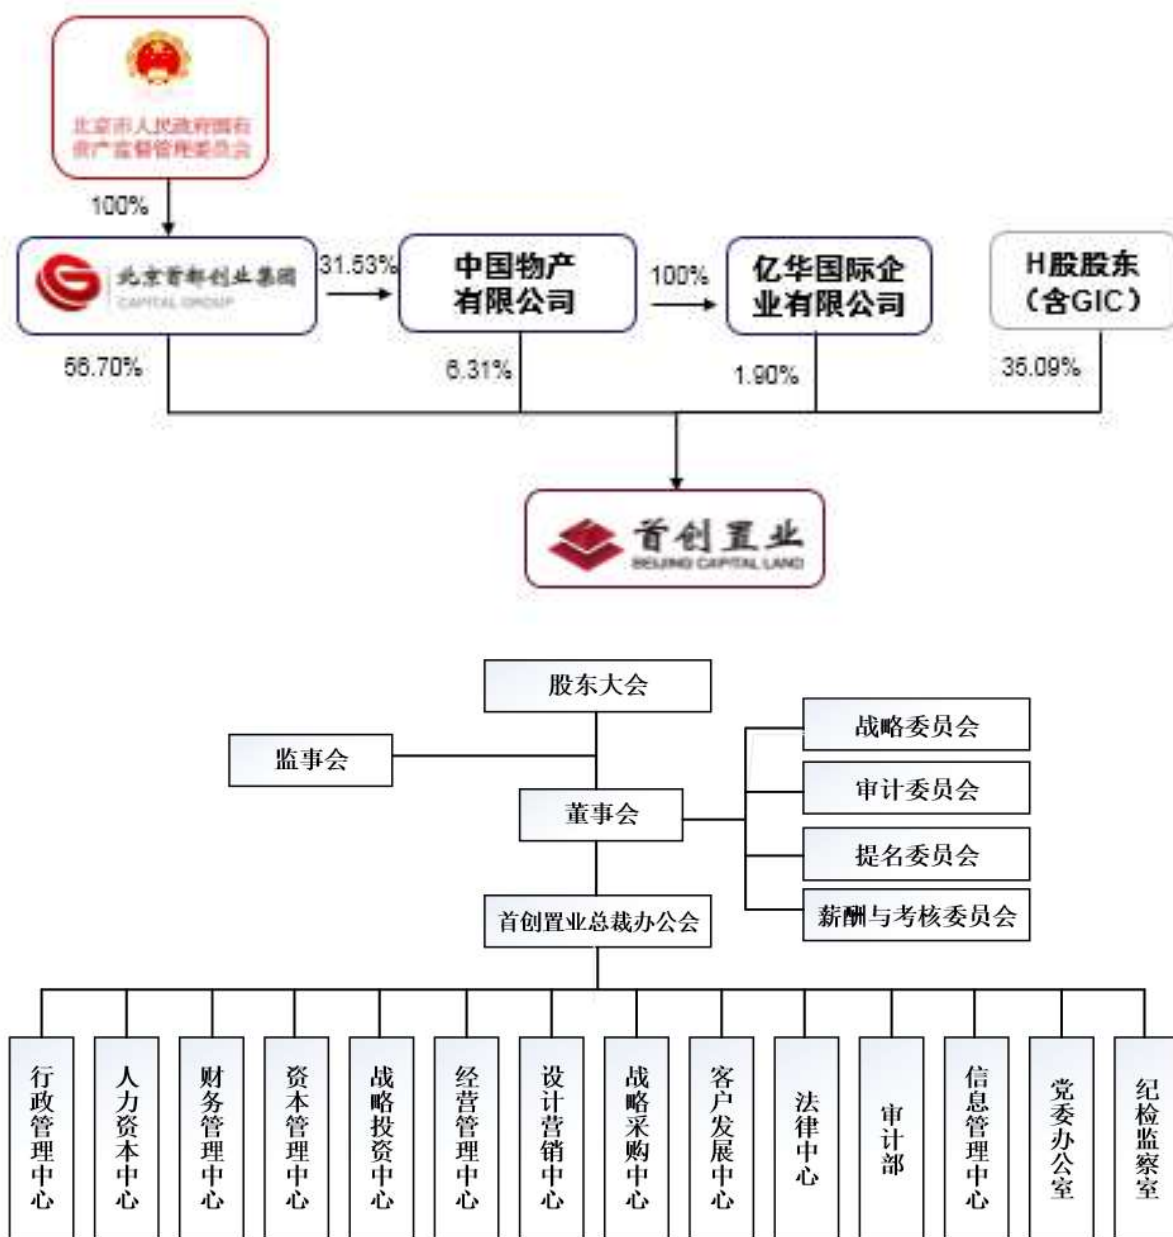 北京市人民政府国有
资产监督管理委员会
100%
北京首都创业集团
CAPITAL GROUP
31.53%
中国物产
有限公司
100%
亿华国际企
业有限公司
H股股东
（含GIC）
56.70%
6.31%
1.90%
35.09%
首创置业
BEIJING CAPITAL LAND
股东大会
监事会
董事会
战略委员会
审计委员会
提名委员会
薪酬与考核委员会
首创置业总裁办公会
行政管理中心
人力资本中心
财务管理中心
资本管理中心
战略投资中心
经营管理中心
设计营销中心
战略采购中心
客户发展中心
法律中心
审计部
信息管理中心
党委办公室
纪检监察室